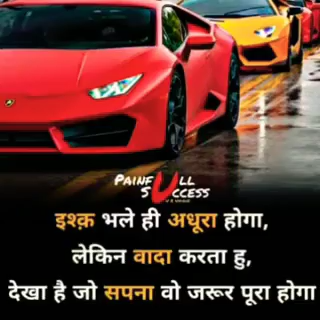 PAINFULL
SUCCESS
इश्क़ भले ही अधूरा होगा,
लेकिन वादा करता हु,
देखा है जो सपना वो जरूर पूरा होगा